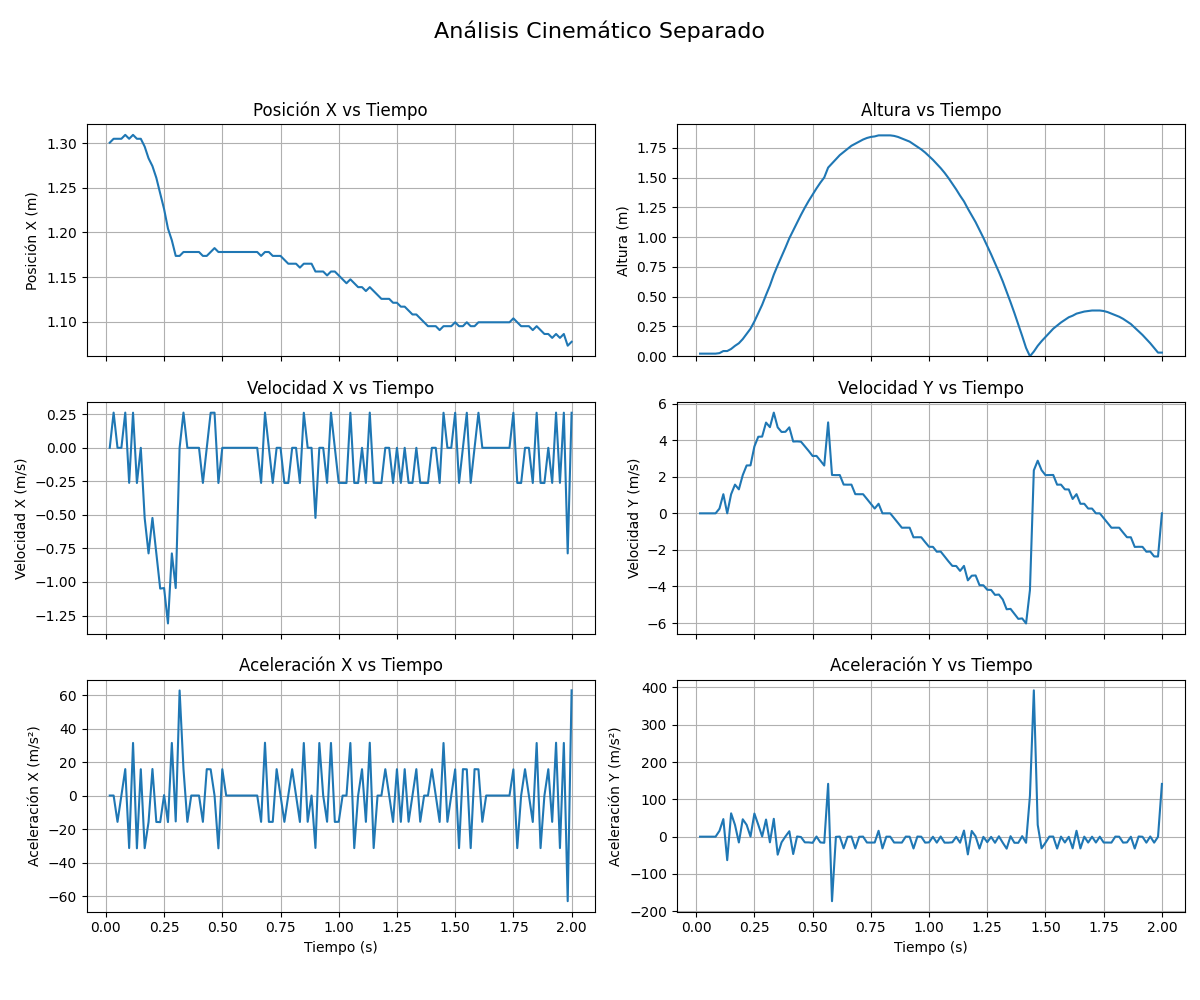 Análisis Cinemático Separado
Posición X vs Tiempo
Posición X (m)
1.30
1.25
1.20
1.15
1.10
Altura vs Tiempo
Altura (m)
1.75
1.50
1.25
1.00
0.75
0.50
0.25
0.00
Velocidad X vs Tiempo
Velocidad X (m/s)
0.25
0.00
−0.25
−0.50
−0.75
−1.00
−1.25
Velocidad Y vs Tiempo
Velocidad Y (m/s)
6
4
2
0
−2
−4
−6
Aceleración X vs Tiempo
Aceleración X (m/s²)
60
40
20
0
−20
−40
−60
0.00 0.25 0.50 0.75 1.00 1.25 1.50 1.75 2.00
Tiempo (s)
Aceleración Y vs Tiempo
Aceleración Y (m/s²)
400
300
200
100
0
−100
−200
0.00 0.25 0.50 0.75 1.00 1.25 1.50 1.75 2.00
Tiempo (s)